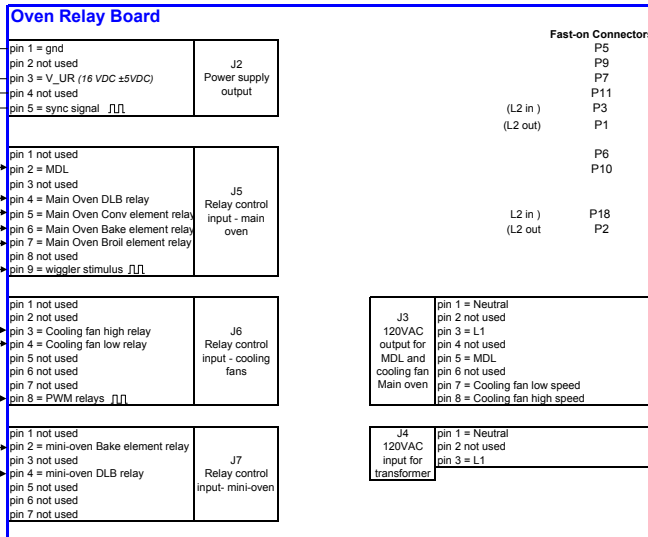 Oven Relay Board
Fast-on Connectors
pin 1 = gnd
pin 2 not used
pin 3 = V_UR (16 VDC ±5VDC)
pin 4 not used
pin 5 = sync signal
J2
Power supply
output
P5
P9
P7
P11
(L2 in ) P3
(L2 out) P1
P6
P10
L2 in ) P18
(L2 out P2
pin 1 not used
pin 2 = MDL
pin 3 not used
pin 4 = Main Oven DLB relay
pin 5 = Main Oven Conv element relay
pin 6 = Main Oven Bake element relay
pin 7 = Main Oven Broil element relay
pin 8 not used
pin 9 = wiggler stimulus
J5
Relay control
input - main
oven
pin 1 not used
pin 2 not used
pin 3 = Cooling fan high relay
pin 4 = Cooling fan low relay
pin 5 not used
pin 6 not used
pin 7 not used
pin 8 = PWM relays
J6
Relay control
input - cooling
fans
J3
120VAC
output for
MDL and
cooling fan
Main oven
pin 1 = Neutral
pin 2 not used
pin 3 = L1
pin 4 not used
pin 5 = MDL
pin 6 not used
pin 7 = Cooling fan low speed
pin 8 = Cooling fan high speed
pin 1 not used
pin 2 = mini-oven Bake element relay
pin 3 not used
pin 4 = mini-oven DLB relay
pin 5 not used
pin 6 not used
pin 7 not used
J7
Relay control
input- mini-oven
J4
120VAC
input for
transformer
pin 1 = Neutral
pin 2 not used
pin 3 = L1